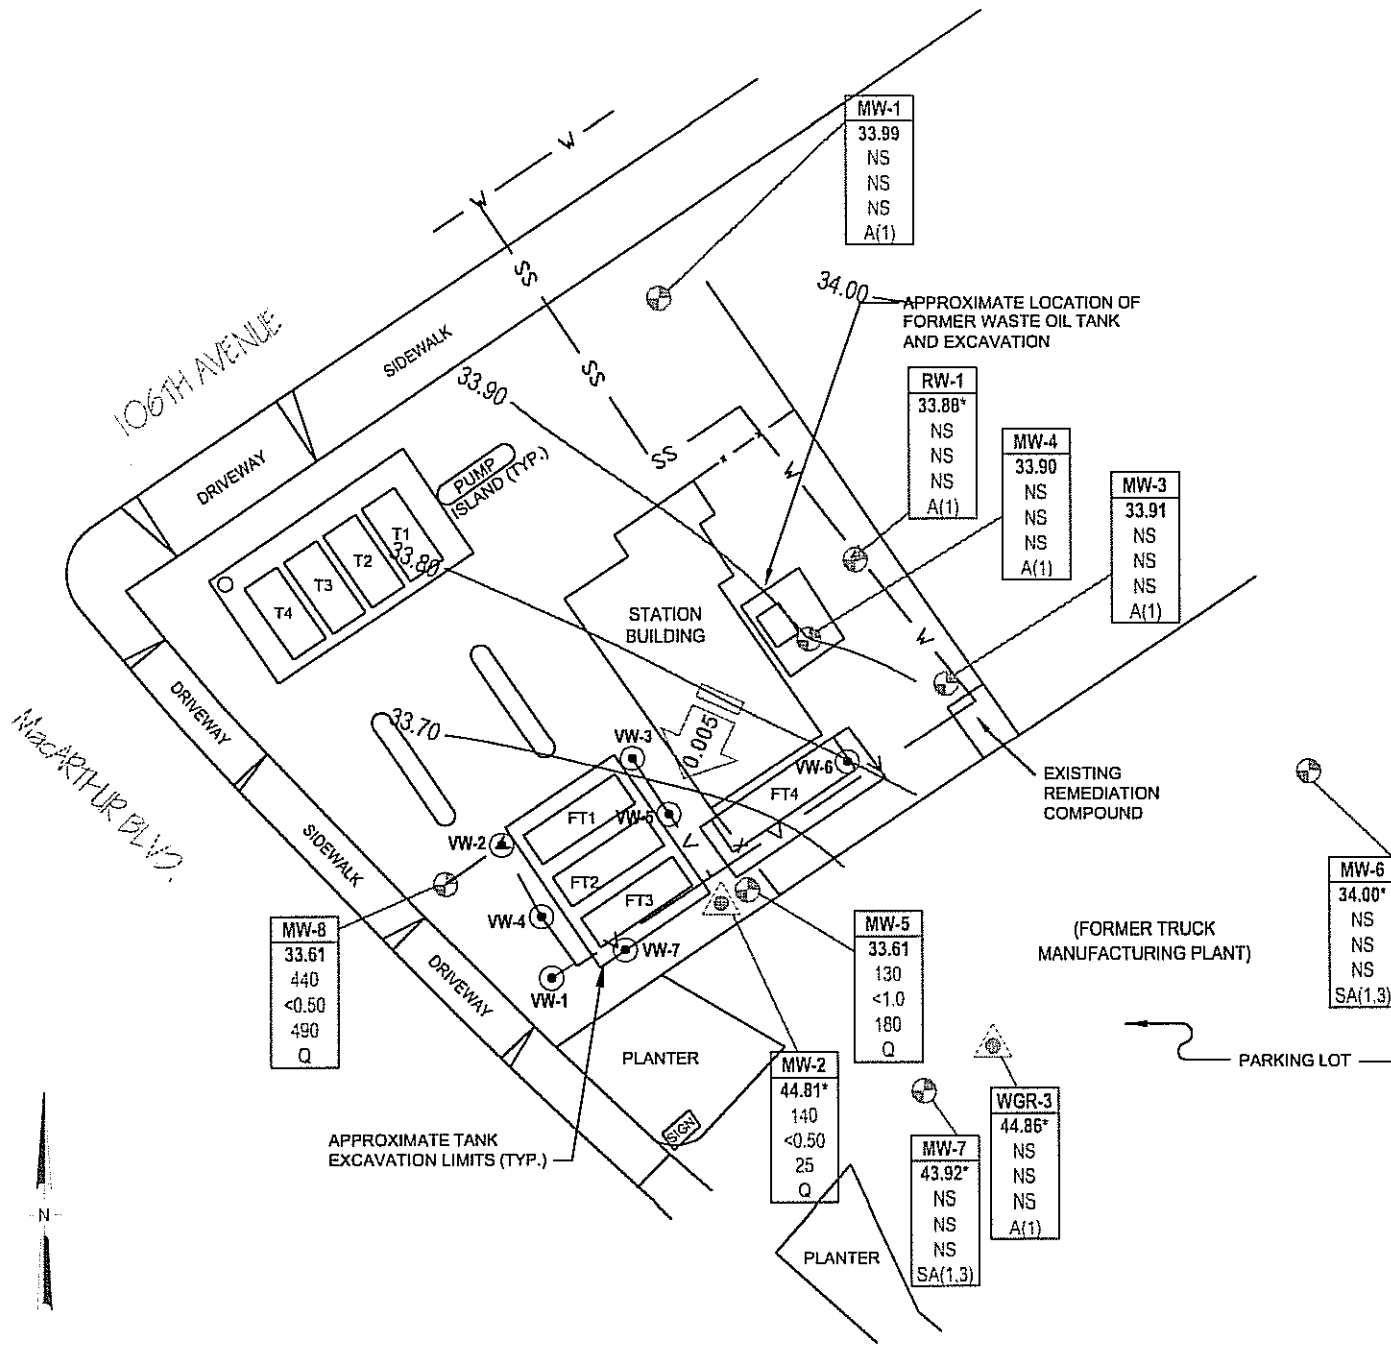 MW-1
33.99
NS
NS
NS
A(1)
W
W
SS
SS
SS
34.00
APPROXIMATE LOCATION OF
FORMER WASTE OIL TANK
AND EXCAVATION
106TH AVENUE
SIDEWALK
33.90
RW-1
33.88*
NS
NS
NS
A(1)
MW-4
33.90
NS
NS
NS
A(1)
MW-3
33.91
NS
NS
NS
A(1)
DRIVEWAY
PUMP
ISLAND (TYP.)
T1
T2
T3
T4
33.80
W
W
STATION
BUILDING
DRIVEWAY
MacARTHUR BLVD.
33.70
0.005
VW-3
VW-6
FT4
EXISTING
REMEDIATION
COMPOUND
FT1
VW-5
VW-2
V
V
FT2
FT3
SIDEWALK
VW-4
VW-7
VW-1
MW-8
33.61
440
<0.50
490
Q
MW-5
33.61
130
<1.0
180
Q
(FORMER TRUCK
MANUFACTURING PLANT)
MW-6
34.00*
NS
NS
NS
SA(1,3)
DRIVEWAY
PLANTER
PARKING LOT
MW-2
44.81*
140
<0.50
25
Q
WGR-3
44.86*
NS
NS
NS
A(1)
MW-7
43.92*
NS
NS
NS
SA(1,3)
SIGN
APPROXIMATE TANK
EXCAVATION LIMITS (TYP.)
N
PLANTER